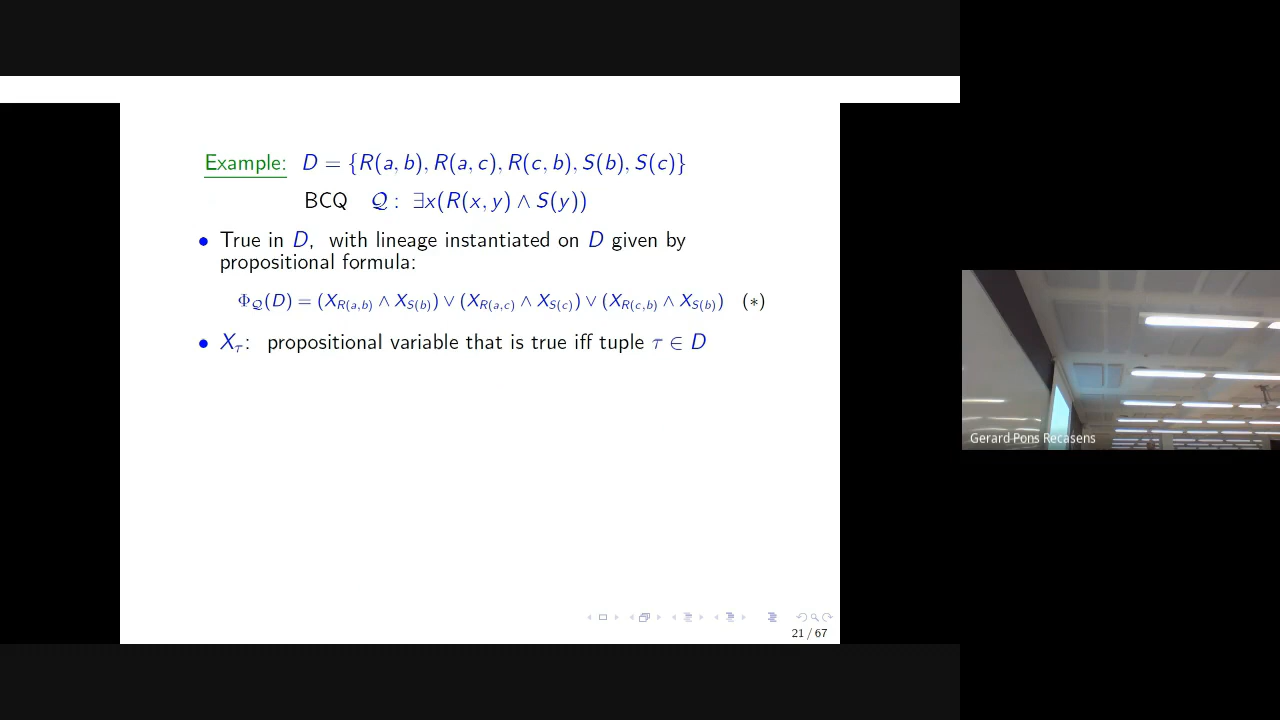 Example: D = {R(a, b), R(a, c), R(c, b), S(b), S(c)}
BCQ Q : ∃x(R(x, y) ∧ S(y))
• True in D, with lineage instantiated on D given by
propositional formula:
Φ_Q(D) = (X_{R(a,b)} ∧ X_{S(b)}) ∨ (X_{R(a,c)} ∧ X_{S(c)}) ∨ (X_{R(c,b)} ∧ X_{S(b)}) (∗)
• X_τ: propositional variable that is true iff tuple τ ∈ D
Gerard Pons Recasens
21 / 67